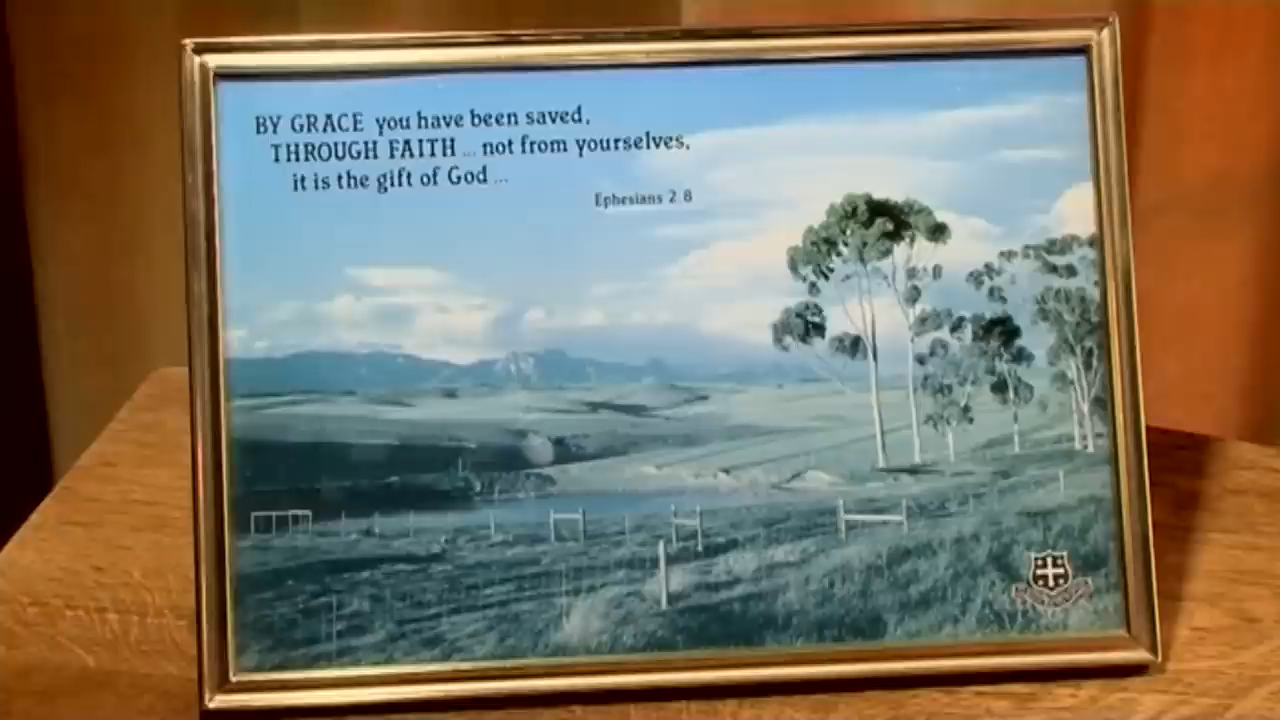 BY GRACE you have been saved,
THROUGH FAITH ... not from yourselves,
it is the gift of God ...
Ephesians 2 8